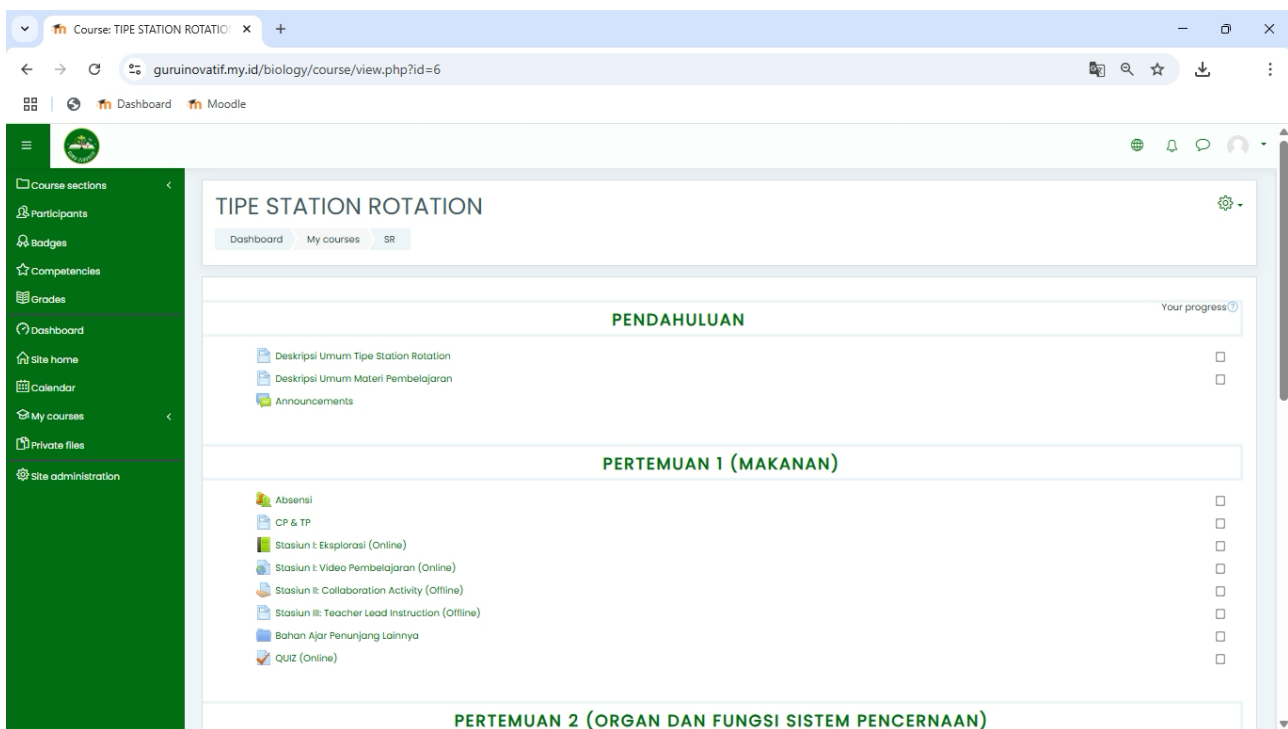 Course: TIPE STATION ROTATIO
guruinovatif.my.id/biology/course/view.php?id=6
Dashboard Moodle
Course sections
Participants
Badges
Competencies
Grades
Dashboard
Site home
Calendar
My courses
Private files
Site administration
TIPE STATION ROTATION
Dashboard My courses SR
Your progress
PENDAHULUAN
Deskripsi Umum Tipe Station Rotation
Deskripsi Umum Materi Pembelajaran
Announcements
PERTEMUAN 1 (MAKANAN)
Absensi
CP & TP
Stasiun I: Eksplorasi (Online)
Stasiun I: Video Pembelajaran (Online)
Stasiun II: Collaboration Activity (Offline)
Stasiun III: Teacher Lead Instruction (Offline)
Bahan Ajar Penunjang Lainnya
QUIZ (Online)
PERTEMUAN 2 (ORGAN DAN FUNGSI SISTEM PENCERNAAN)